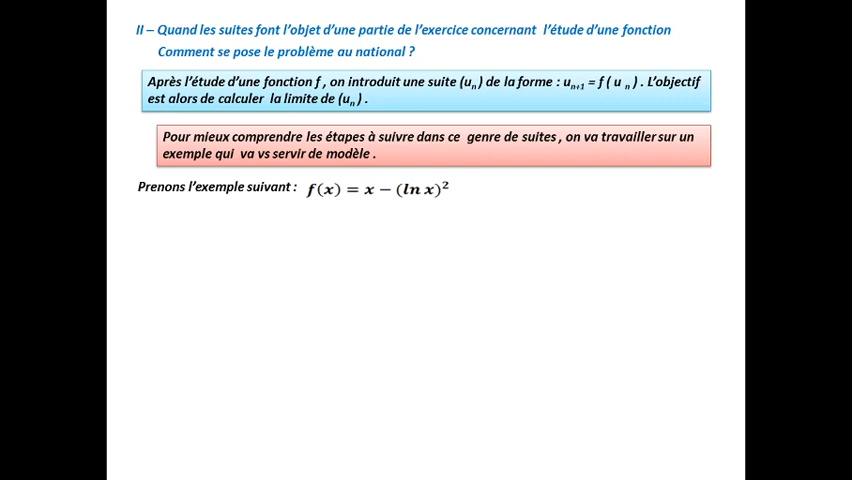 II – Quand les suites font l'objet d'une partie de l'exercice concernant l'étude d'une fonction
Comment se pose le problème au national ?
Après l'étude d'une fonction f , on introduit une suite (uₙ) de la forme : uₙ₊₁ = f ( u ₙ ) . L'objectif
est alors de calculer la limite de (uₙ ) .
Pour mieux comprendre les étapes à suivre dans ce genre de suites , on va travailler sur un
exemple qui va vs servir de modèle .
Prenons l'exemple suivant : f(x) = x − (ln x)²